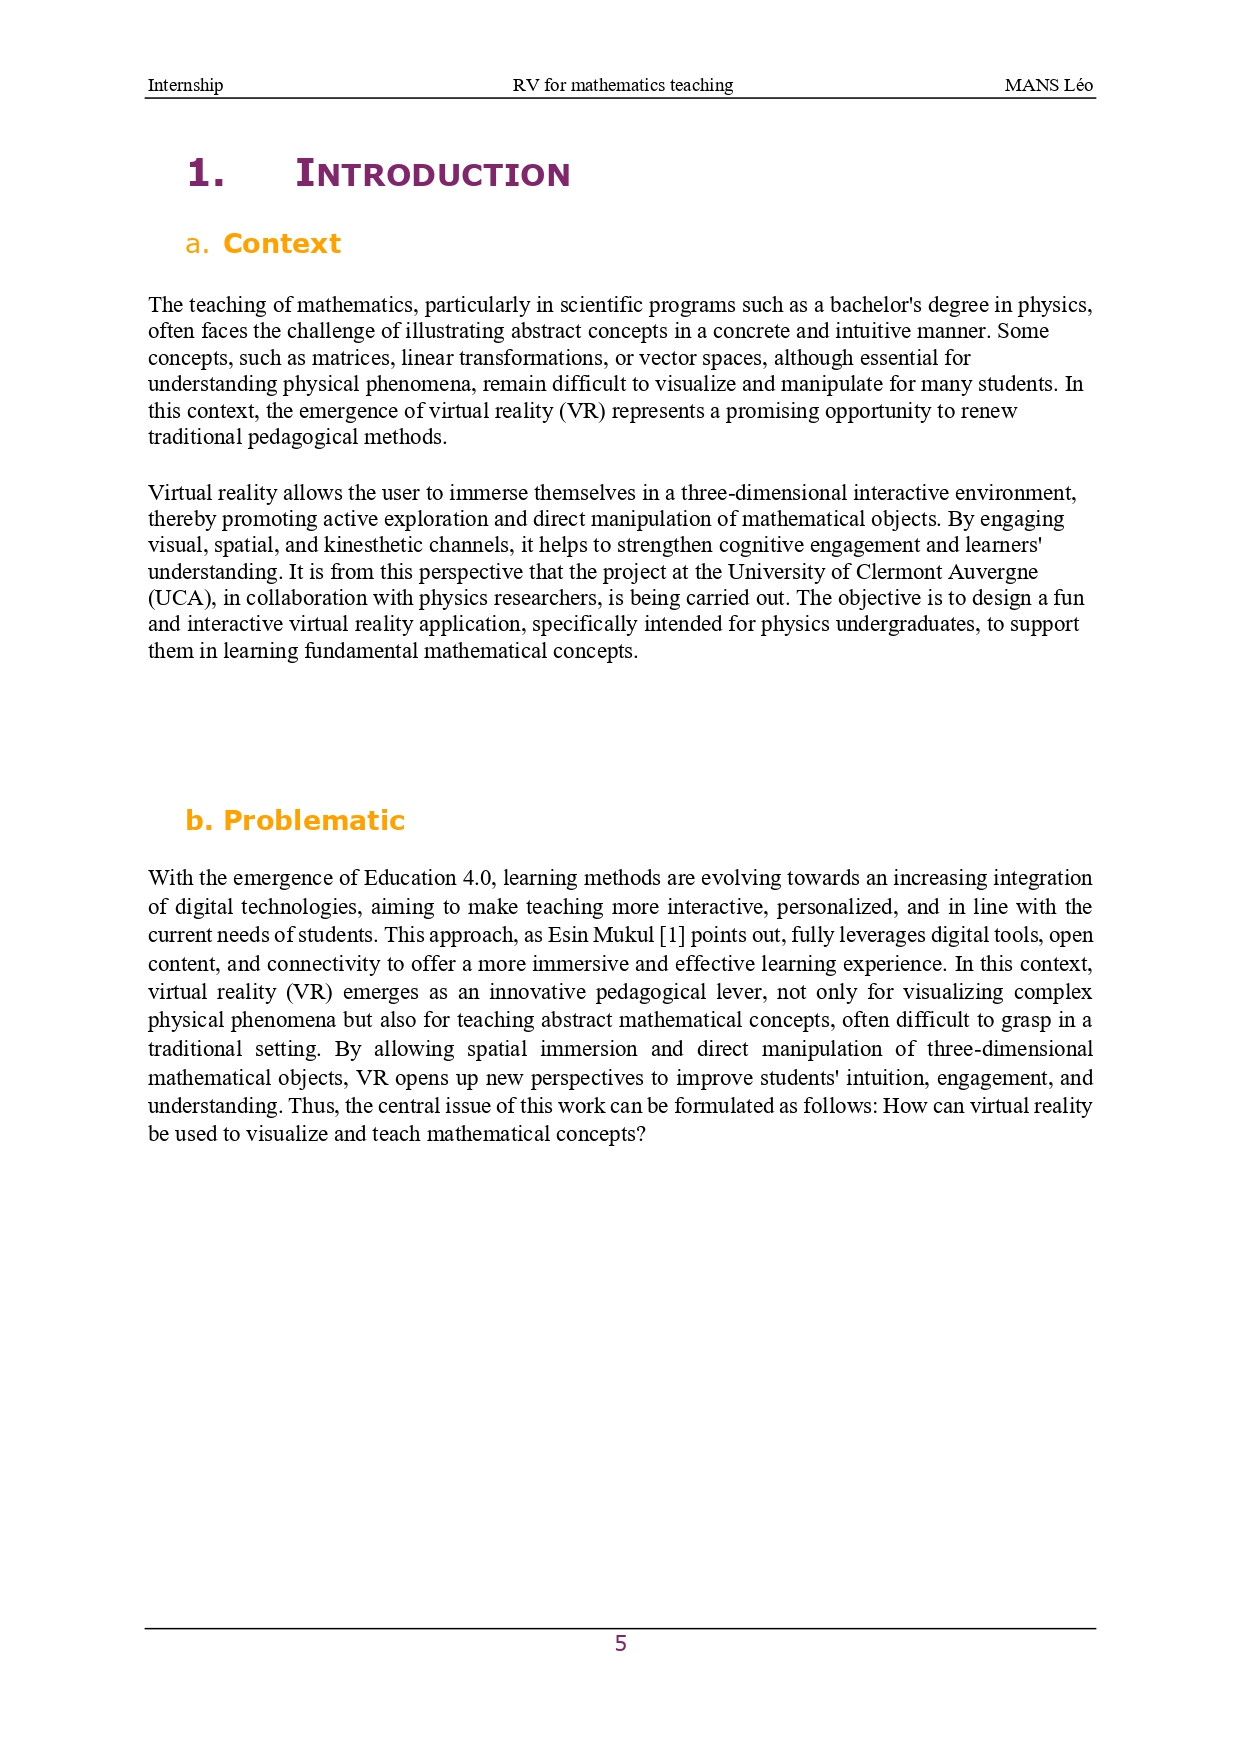 Internship RV for mathematics teaching MANS Léo
1. INTRODUCTION
a. Context
The teaching of mathematics, particularly in scientific programs such as a bachelor's degree in physics,
often faces the challenge of illustrating abstract concepts in a concrete and intuitive manner. Some
concepts, such as matrices, linear transformations, or vector spaces, although essential for
understanding physical phenomena, remain difficult to visualize and manipulate for many students. In
this context, the emergence of virtual reality (VR) represents a promising opportunity to renew
traditional pedagogical methods.
Virtual reality allows the user to immerse themselves in a three-dimensional interactive environment,
thereby promoting active exploration and direct manipulation of mathematical objects. By engaging
visual, spatial, and kinesthetic channels, it helps to strengthen cognitive engagement and learners'
understanding. It is from this perspective that the project at the University of Clermont Auvergne
(UCA), in collaboration with physics researchers, is being carried out. The objective is to design a fun
and interactive virtual reality application, specifically intended for physics undergraduates, to support
them in learning fundamental mathematical concepts.
b. Problematic
With the emergence of Education 4.0, learning methods are evolving towards an increasing integration
of digital technologies, aiming to make teaching more interactive, personalized, and in line with the
current needs of students. This approach, as Esin Mukul [1] points out, fully leverages digital tools, open
content, and connectivity to offer a more immersive and effective learning experience. In this context,
virtual reality (VR) emerges as an innovative pedagogical lever, not only for visualizing complex
physical phenomena but also for teaching abstract mathematical concepts, often difficult to grasp in a
traditional setting. By allowing spatial immersion and direct manipulation of three-dimensional
mathematical objects, VR opens up new perspectives to improve students' intuition, engagement, and
understanding. Thus, the central issue of this work can be formulated as follows: How can virtual reality
be used to visualize and teach mathematical concepts?
5